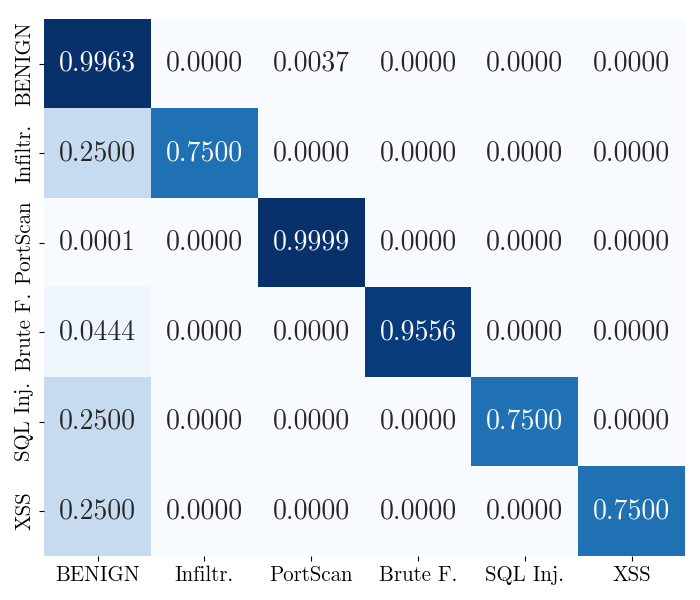 BENIGN 0.9963 0.0000 0.0037 0.0000 0.0000 0.0000
Infiltr. 0.2500 0.7500 0.0000 0.0000 0.0000 0.0000
PortScan 0.0001 0.0000 0.9999 0.0000 0.0000 0.0000
Brute F. 0.0444 0.0000 0.0000 0.9556 0.0000 0.0000
SQL Inj. 0.2500 0.0000 0.0000 0.0000 0.7500 0.0000
XSS 0.2500 0.0000 0.0000 0.0000 0.0000 0.7500
BENIGN Infiltr. PortScan Brute F. SQL Inj. XSS